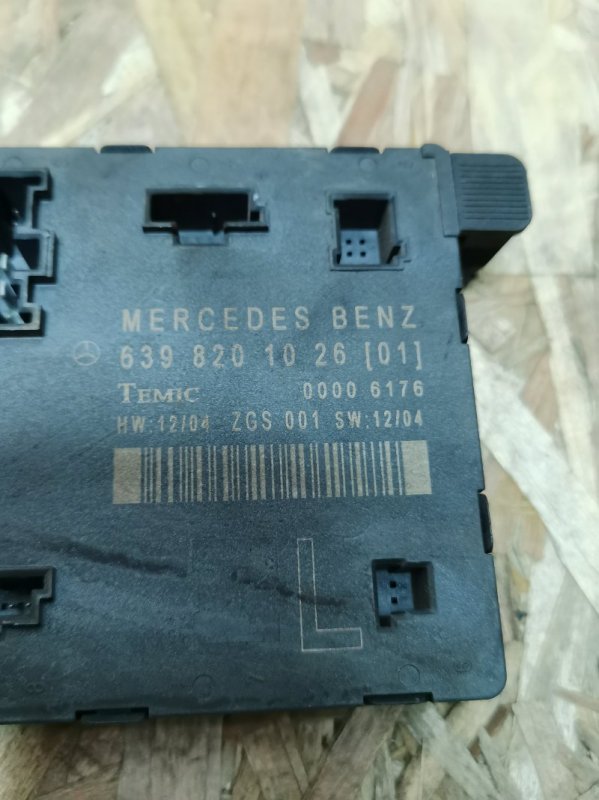 MERCEDES BENZ
639 820 10 26 [01]
TEMIC 0000 6176
HW:12/04 ZGS 001 SW:12/04
L